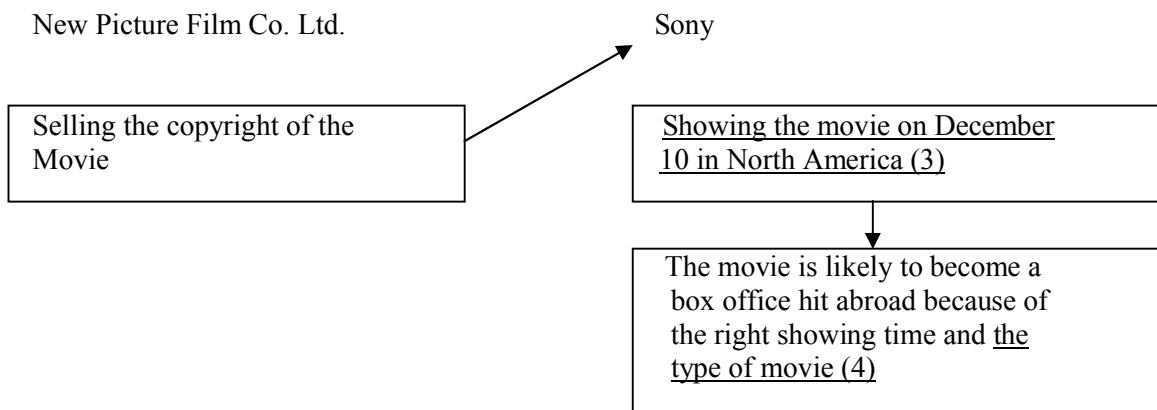 New Picture Film Co. Ltd.
Sony
Selling the copyright of the
Movie
Showing the movie on December
10 in North America (3)
The movie is likely to become a
box office hit abroad because of
the right showing time and the
type of movie (4)